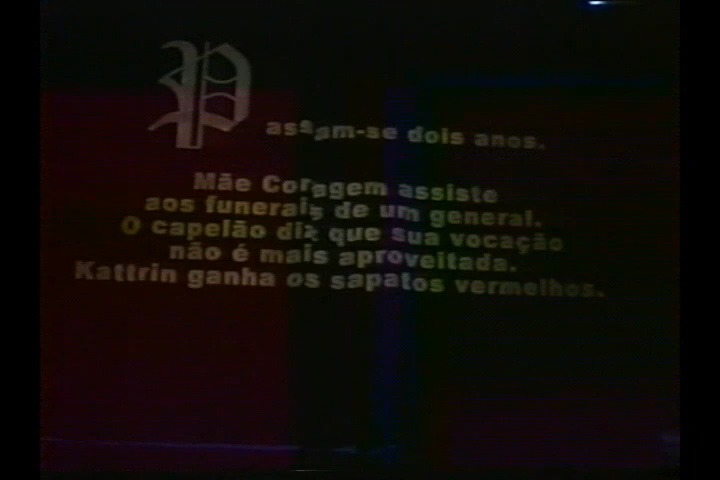 Passam-se dois anos.
Mãe Coragem assiste
aos funerais de um general.
O capelão diz que sua vocação
não é mais aproveitada.
Kattrin ganha os sapatos vermelhos.